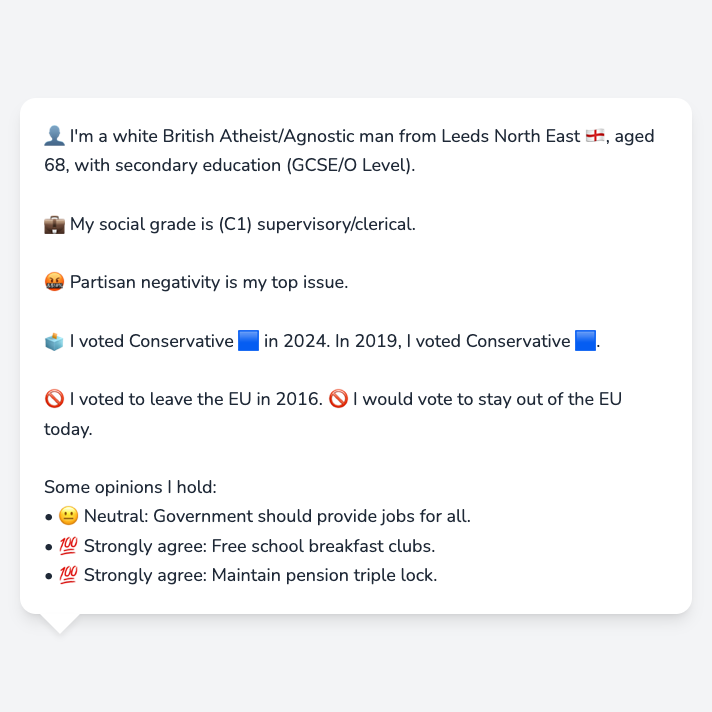 👤 I'm a white British Atheist/Agnostic man from Leeds North East 🏴󠁧󠁢󠁥󠁮󠁧󠁿, aged
68, with secondary education (GCSE/O Level).
💼 My social grade is (C1) supervisory/clerical.
🤬 Partisan negativity is my top issue.
🗳️ I voted Conservative 🟦 in 2024. In 2019, I voted Conservative 🟦.
🚫 I voted to leave the EU in 2016. 🚫 I would vote to stay out of the EU
today.
Some opinions I hold:
• 😐 Neutral: Government should provide jobs for all.
• 💯 Strongly agree: Free school breakfast clubs.
• 💯 Strongly agree: Maintain pension triple lock.